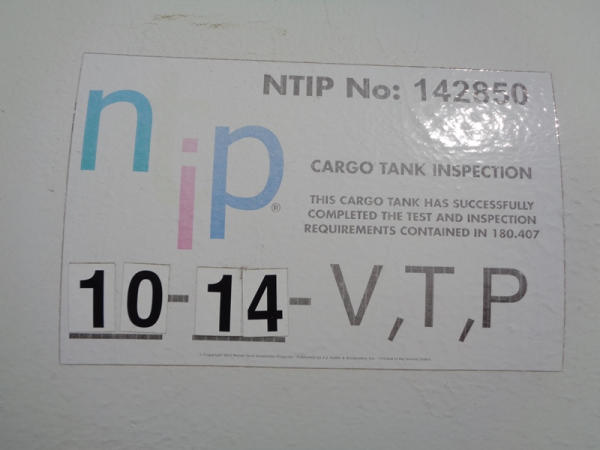 NTIP No: 142850
nip®
CARGO TANK INSPECTION
THIS CARGO TANK HAS SUCCESSFULLY
COMPLETED THE TEST AND INSPECTION
REQUIREMENTS CONTAINED IN 180.407
10-14-V,T,P